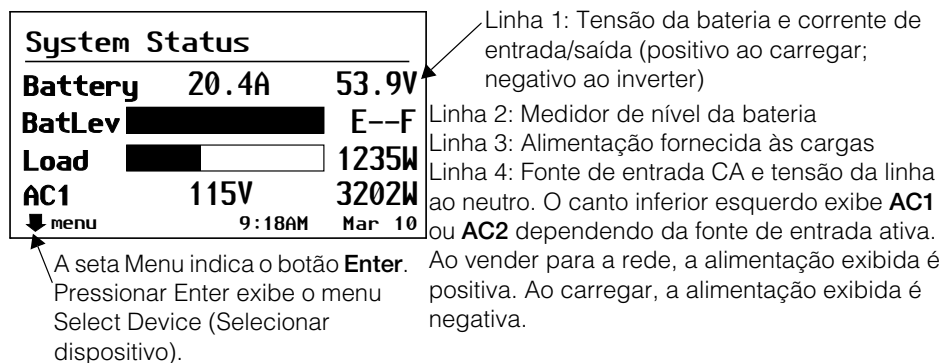 System Status
Battery 20.4A 53.9V
BatLev E--F
Load 1235W
AC1 115V 3202W
menu 9:18AM Mar 10
Linha 1: Tensão da bateria e corrente de
entrada/saída (positivo ao carregar;
negativo ao inverter)
Linha 2: Medidor de nível da bateria
Linha 3: Alimentação fornecida às cargas
Linha 4: Fonte de entrada CA e tensão da linha
ao neutro. O canto inferior esquerdo exibe AC1
ou AC2 dependendo da fonte de entrada ativa.
Ao vender para a rede, a alimentação exibida é
positiva. Ao carregar, a alimentação exibida é
negativa.
A seta Menu indica o botão Enter.
Pressionar Enter exibe o menu
Select Device (Selecionar
dispositivo).